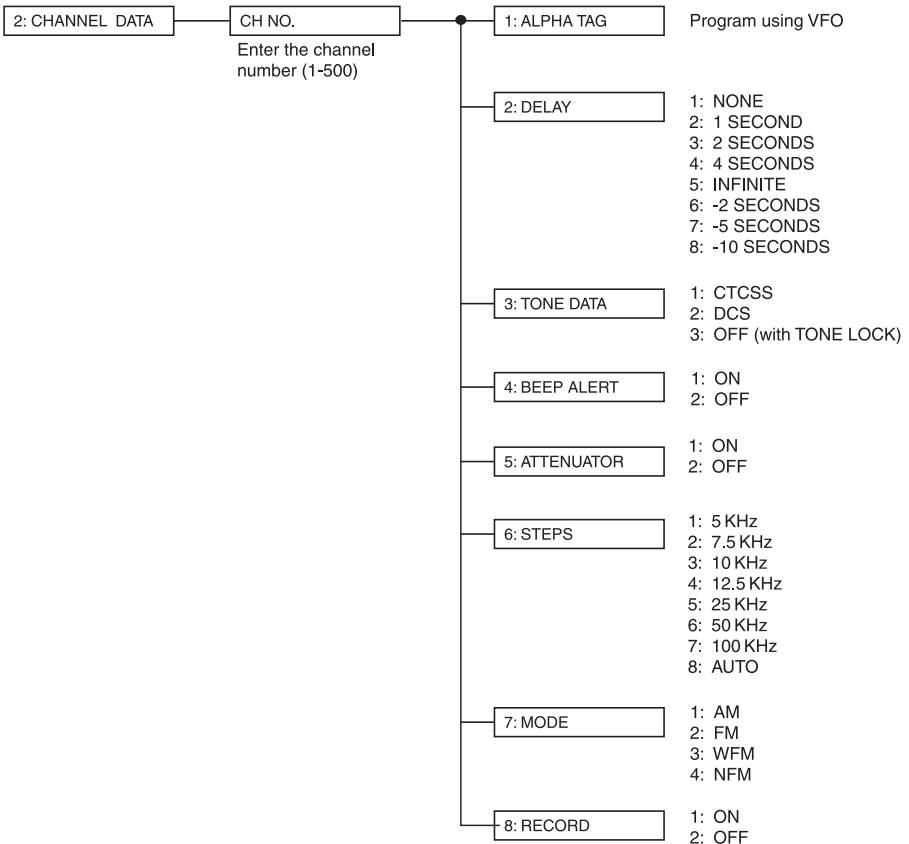 2: CHANNEL DATA
CH NO.
Enter the channel
number (1-500)
1: ALPHA TAG
Program using VFO
2: DELAY
1: NONE
2: 1 SECOND
3: 2 SECONDS
4: 4 SECONDS
5: INFINITE
6: -2 SECONDS
7: -5 SECONDS
8: -10 SECONDS
3: TONE DATA
1: CTCSS
2: DCS
3: OFF (with TONE LOCK)
4: BEEP ALERT
1: ON
2: OFF
5: ATTENUATOR
1: ON
2: OFF
6: STEPS
1: 5 KHz
2: 7.5 KHz
3: 10 KHz
4: 12.5 KHz
5: 25 KHz
6: 50 KHz
7: 100 KHz
8: AUTO
7: MODE
1: AM
2: FM
3: WFM
4: NFM
8: RECORD
1: ON
2: OFF